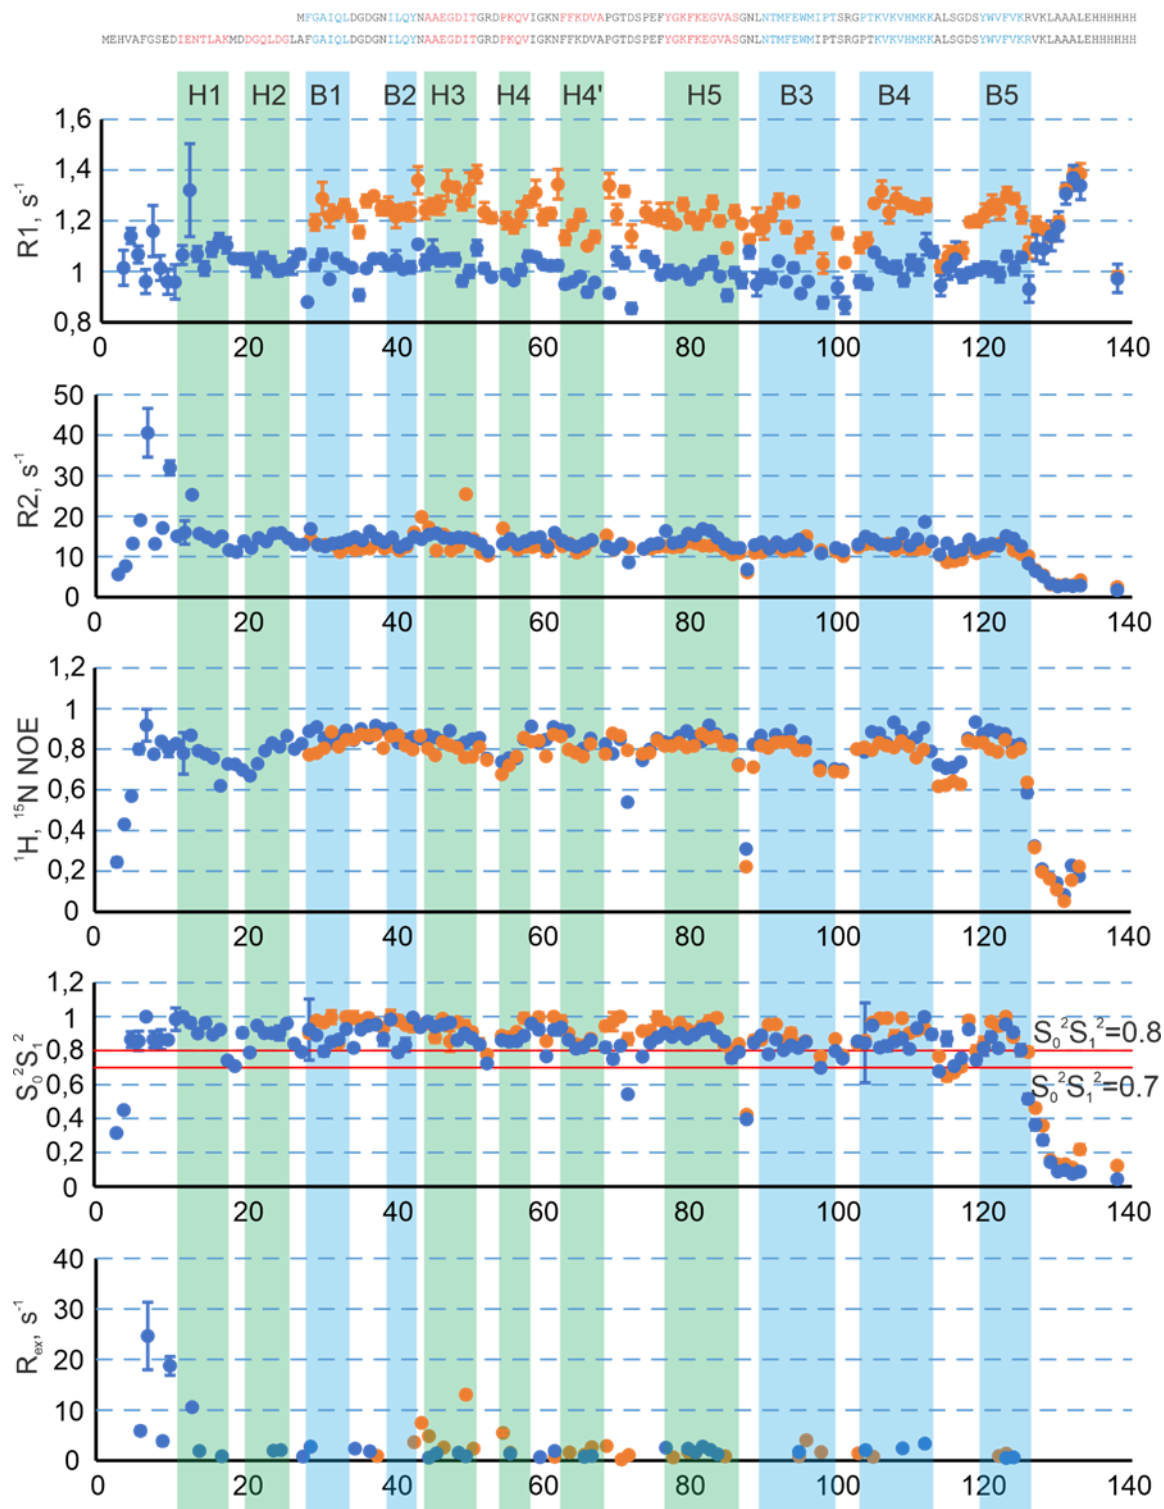 MFGAIQLDGDGNILQYNAAEGDITGRDPKQVIGKNFFKDVAPGTDSPEFYGKFKEGVASGNLNTMFEWMIPTSRGPTKVKVHMKKALSGDSYWVFVKRVKLAAALEHHHHHH
MEHVAFGSEDIENTLAKMDDGQLDGLAFGAIQLDGDGNILQYNAAEGDITGRDPKQVIGKNFFKDVAPGTDSPEFYGKFKEGVASGNLNTMFEWMIPTSRGPTKVKVHMKKALSGDSYWVFVKRVKLAAALEHHHHHH
H1 H2 B1 B2 H3 H4 H4' H5 B3 B4 B5
R1, s⁻¹
1,6
1,4
1,2
1
0,8
0 20 40 60 80 100 120 140
R2, s⁻¹
50
40
30
20
10
0
0 20 40 60 80 100 120 140
¹H, ¹⁵N NOE
1,2
1
0,8
0,6
0,4
0,2
0
0 20 40 60 80 100 120 140
S₀²S₁²
1,2
1
0,8
0,6
0,4
0,2
0
S₀²S₁²=0.8
S₀²S₁²=0.7
0 20 40 60 80 100 120 140
Rₑₓ, s⁻¹
40
30
20
10
0
0 20 40 60 80 100 120 140